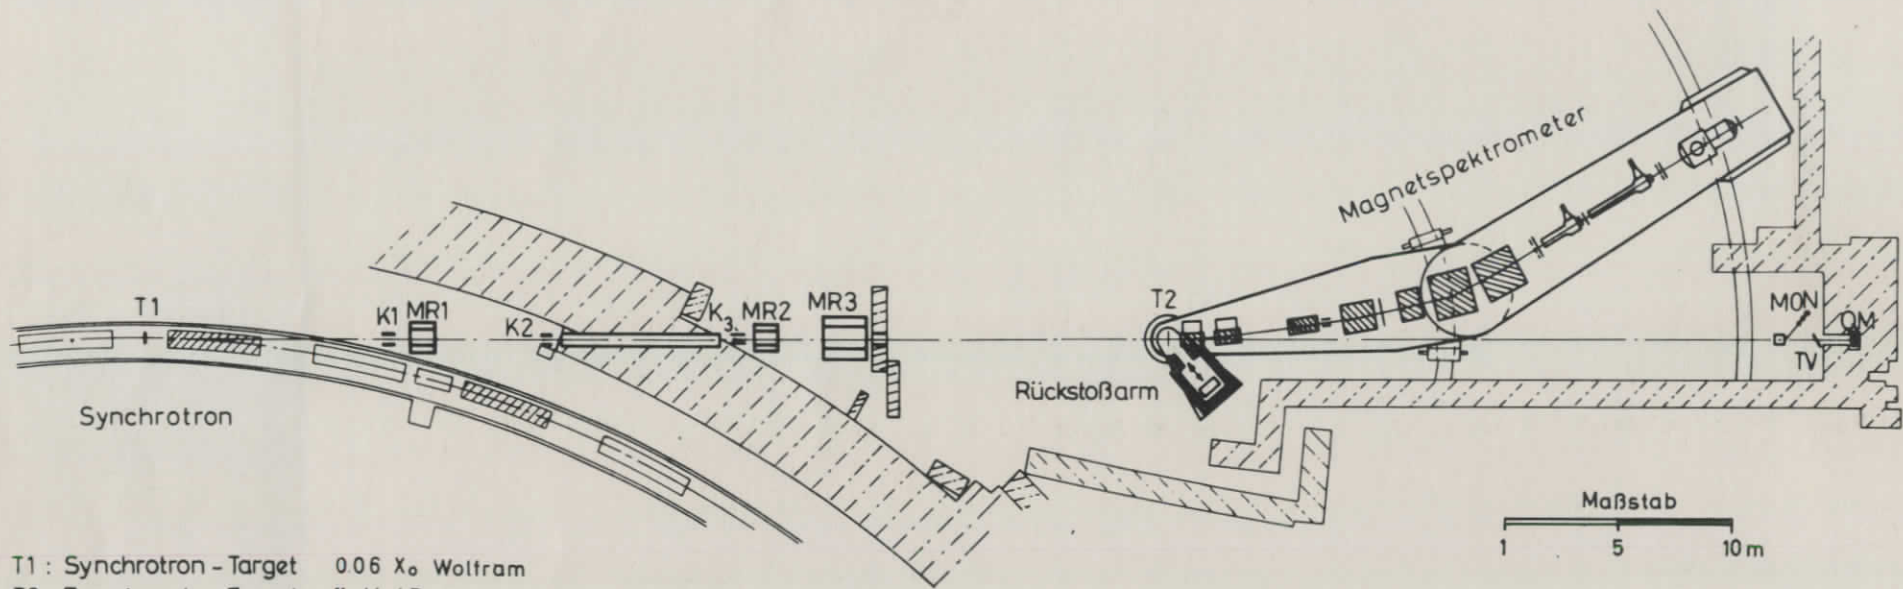 Magnetspektrometer
T1
K1
MR1
K2
K3
MR2
MR3
T2
MON
QM
TV
Rückstoßarm
Synchrotron
Maßstab
1 5 10 m
T1 : Synchrotron - Target 0.06 X₀ Wolfram